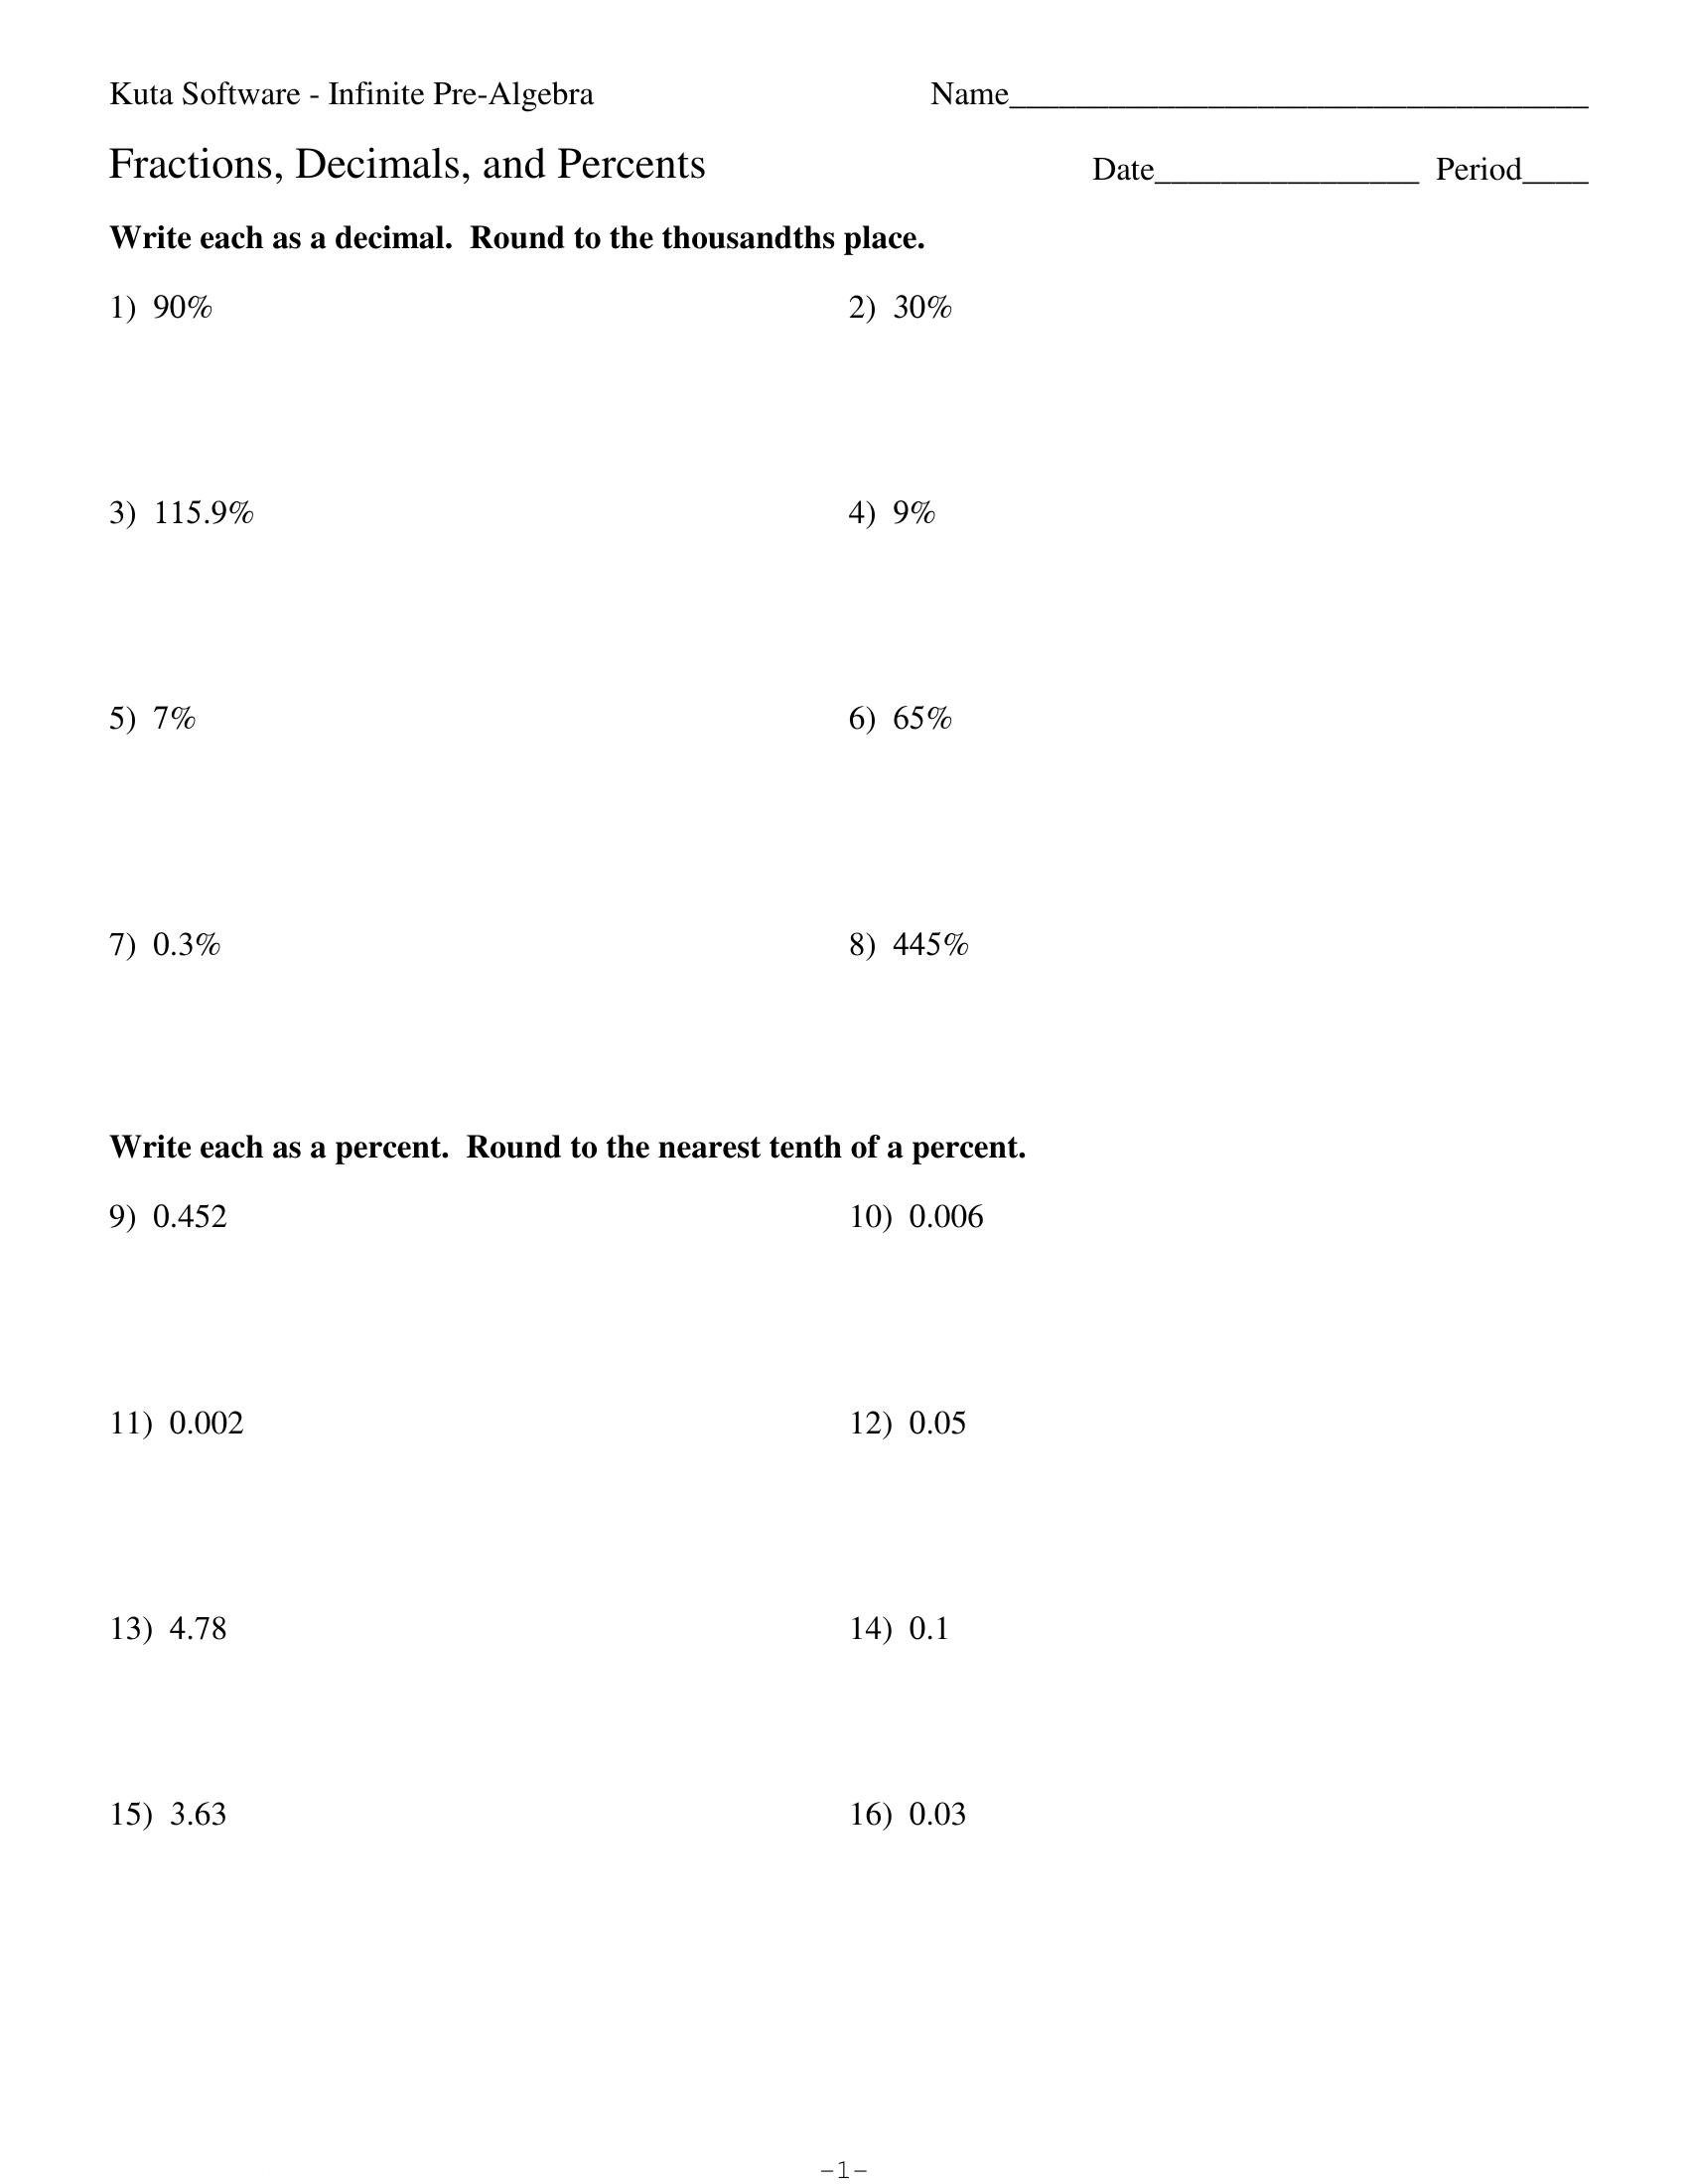 Kuta Software - Infinite Pre-Algebra Name___________________________________
Fractions, Decimals, and Percents Date________________ Period____
Write each as a decimal. Round to the thousandths place.
1) 90% 2) 30%
3) 115.9% 4) 9%
5) 7% 6) 65%
7) 0.3% 8) 445%
Write each as a percent. Round to the nearest tenth of a percent.
9) 0.452 10) 0.006
11) 0.002 12) 0.05
13) 4.78 14) 0.1
15) 3.63 16) 0.03
-1-